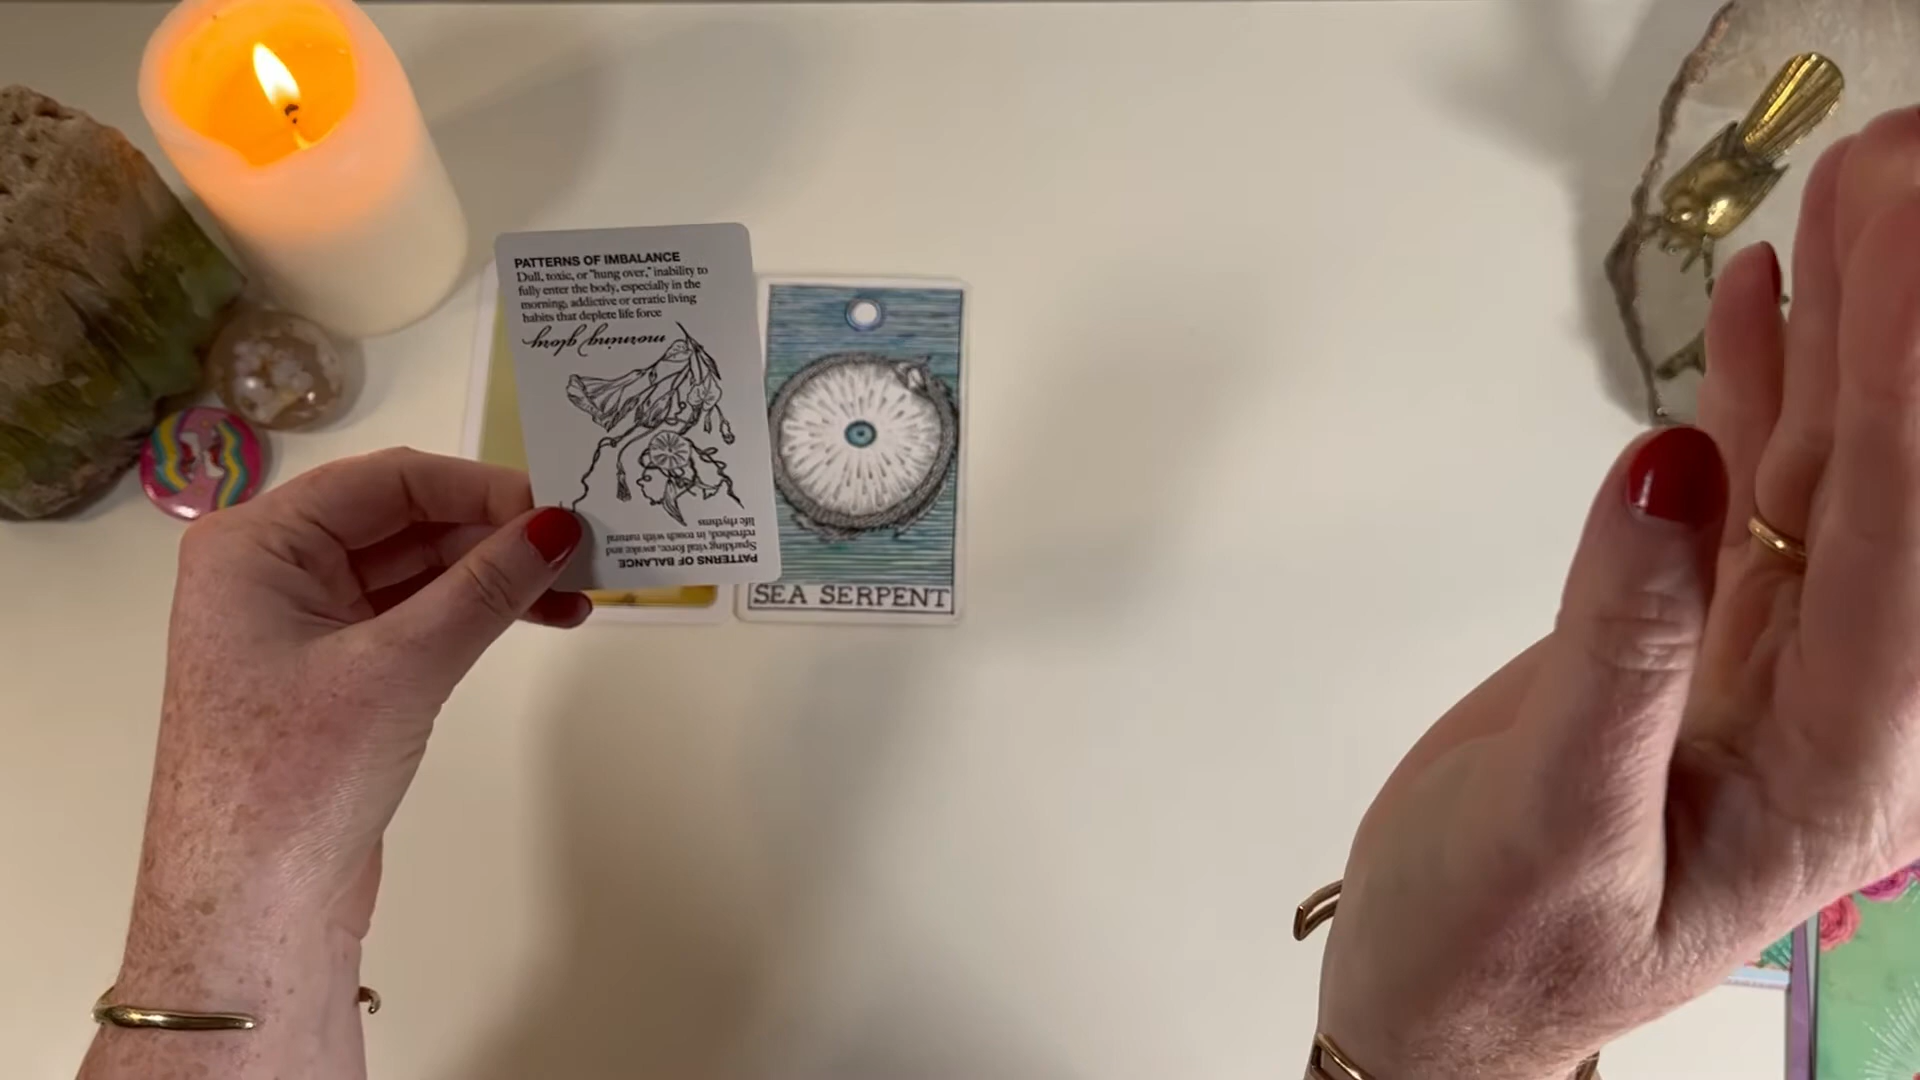 PATTERNS OF IMBALANCE
Dull, toxic, or "hung over," inability to
fully enter the body, especially in the
morning, addictive or erratic living
habits that deplete life force
morning glory
PATTERNS OF BALANCE
Sparkling vital force, awake and
refreshed, in touch with natural
life rhythms
SEA SERPENT